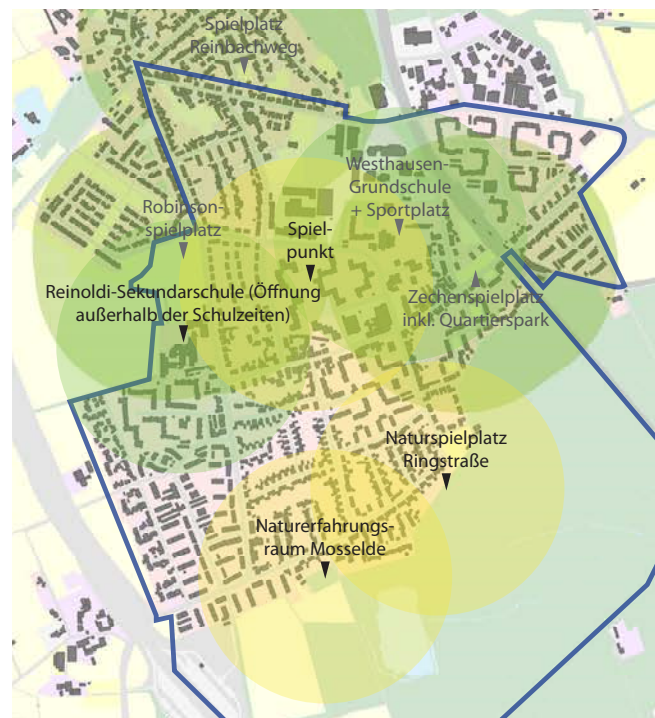 Spielplatz
Reinbachweg
Westhausen-
Grundschule
+ Sportplatz
Robinson-
spielplatz
Spiel-
punkt
Reinoldi-Sekundarschule (Öffnung
außerhalb der Schulzeiten)
Zechenspielplatz
inkl. Quartierspark
Naturspielplatz
Ringstraße
Naturerfahrungs-
raum Mosselde